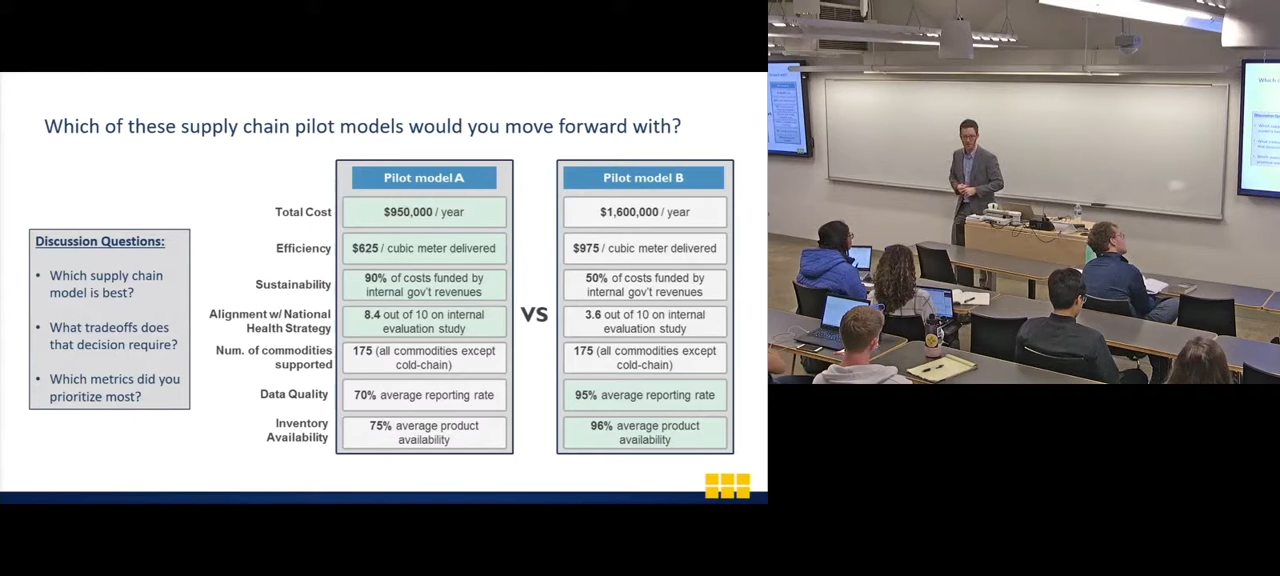 Which of these supply chain pilot models would you move forward with?
Discussion Questions:
• Which supply chain
model is best?
• What tradeoffs does
that decision require?
• Which metrics did you
prioritize most?
Pilot model A
Pilot model B
Total Cost
$950,000 / year
$1,600,000 / year
Efficiency
$625 / cubic meter delivered
$975 / cubic meter delivered
Sustainability
90% of costs funded by
internal gov't revenues
50% of costs funded by
internal gov't revenues
Alignment w/ National
Health Strategy
8.4 out of 10 on internal
evaluation study
VS
3.6 out of 10 on internal
evaluation study
Num. of commodities
supported
175 (all commodities except
cold-chain)
175 (all commodities except
cold-chain)
Data Quality
70% average reporting rate
95% average reporting rate
Inventory
Availability
75% average product
availability
96% average product
availability